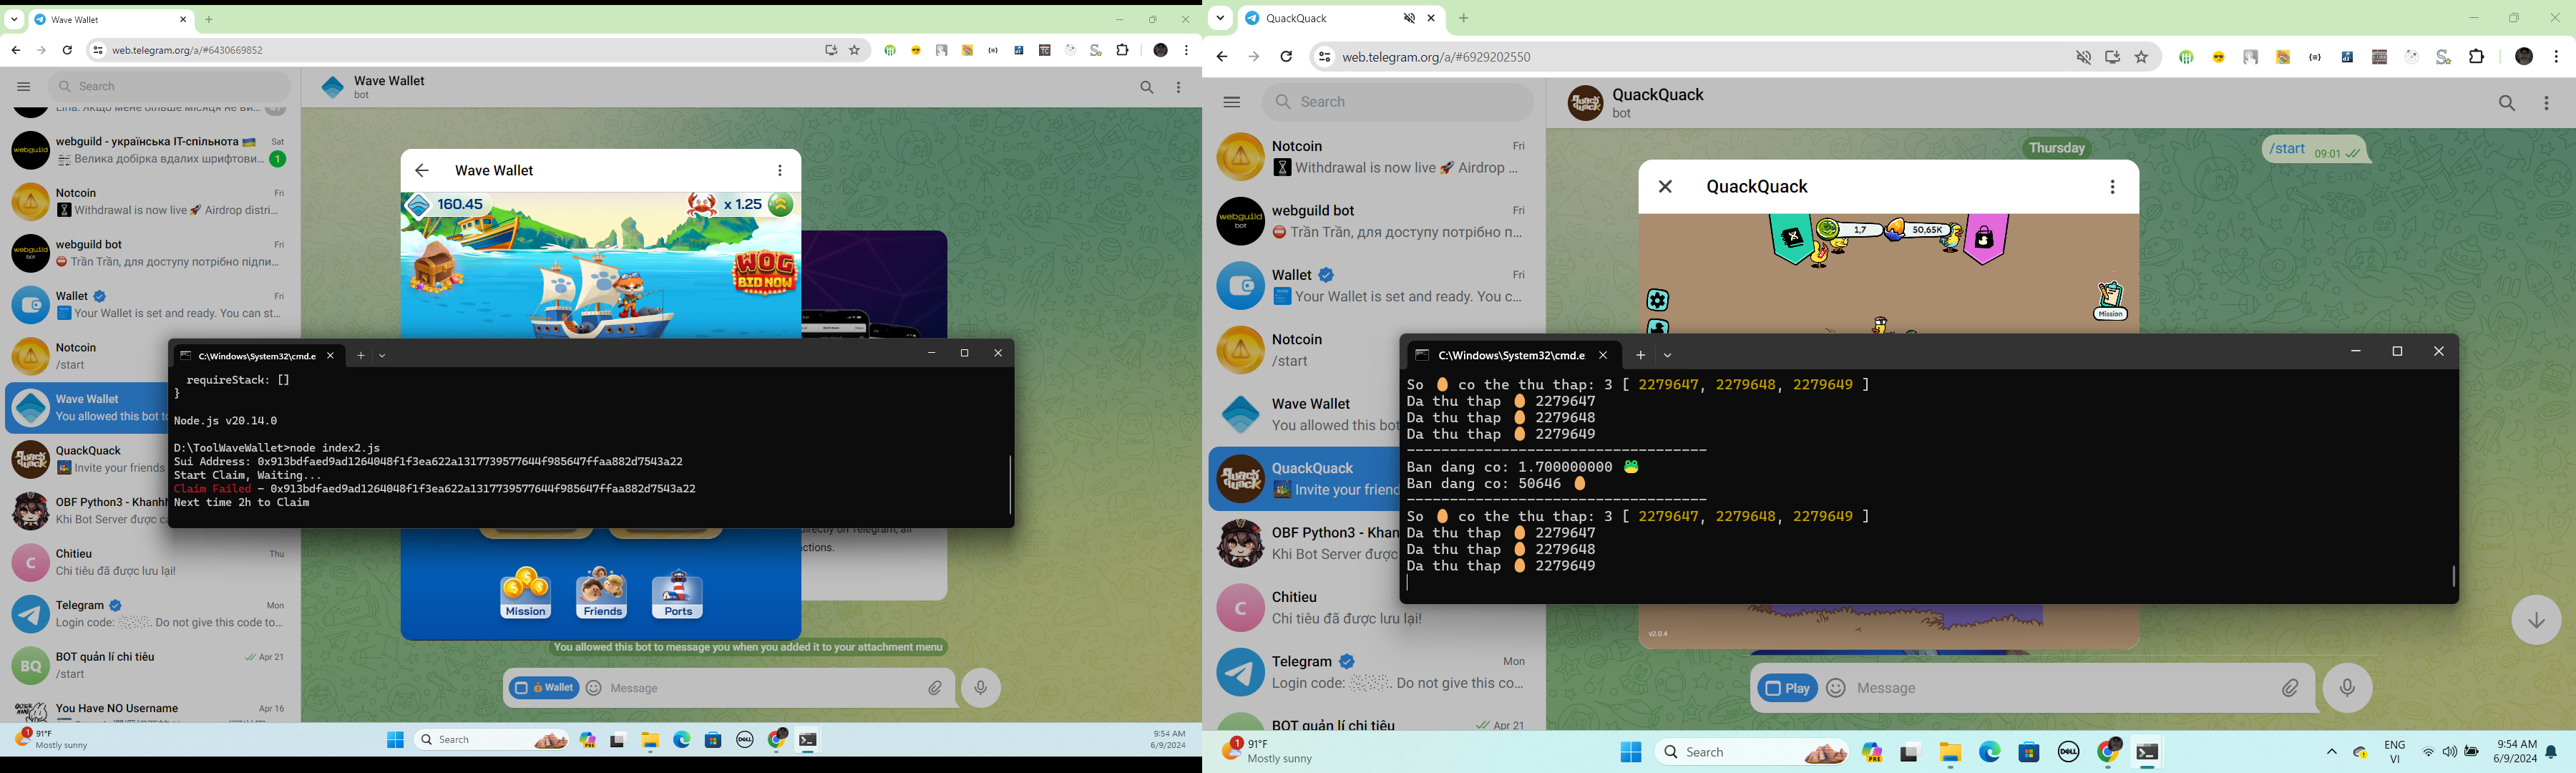 Wave Wallet
web.telegram.org/a/#6430669852
Search
Wave Wallet
bot
webguild - українська IT-спільнота 🇺🇦
Sat
Велика добірка вдалих шрифтови...
1
Notcoin
Fri
Withdrawal is now live 🚀 Airdrop distri...
webguild bot
Fri
⛔ Trần Trần, для доступу потрібно підпи...
Wallet
Fri
Your Wallet is set and ready. You can st...
Notcoin
/start
Wave Wallet
You allowed this bot to
QuackQuack
Invite your friends
OBF Python3 - Khanh
Khi Bot Server được c
Chitieu
Thu
Chi tiêu đã được lưu lại!
Telegram
Mon
Login code: . Do not give this code to...
BOT quản lí chi tiêu
Apr 21
/start
You Have NO Username
Apr 16
Wave Wallet
160.45
x 1.25
WOG
BID NOW
C:\Windows\System32\cmd.e
requireStack: []
}
Node.js v20.14.0
D:\ToolWaveWallet>node index2.js
Sui Address: 0x913bdfaed9ad1264048f1f3ea622a1317739577644f985647ffaa882d7543a22
Start Claim, Waiting...
Claim Failed - 0x913bdfaed9ad1264048f1f3ea622a1317739577644f985647ffaa882d7543a22
Next time 2h to Claim
directly on Telegram, all
ctions.
Mission
Friends
Ports
You allowed this bot to message you when you added it to your attachment menu
💰 Wallet
Message
91°F
Mostly sunny
Search
DELL
9:54 AM
6/9/2024
QuackQuack
web.telegram.org/a/#6929202550
Search
QuackQuack
bot
Notcoin
Fri
Withdrawal is now live 🚀 Airdrop ...
webguild bot
Fri
⛔ Trần Trần, для доступу потрібно п...
Wallet
Fri
Your Wallet is set and ready. You c...
Notcoin
/start
Wave Wallet
You allowed this bot
QuackQuack
Invite your friend
OBF Python3 - Khan
Khi Bot Server được
Chitieu
Chi tiêu đã được lưu lại!
Telegram
Mon
Login code: . Do not give this co...
BOT quản lí chi tiêu
Apr 21
Thursday
/start 09:01
QuackQuack
1,7
50,65K
Mission
C:\Windows\System32\cmd.e
So 🥚 co the thu thap: 3 [ 2279647, 2279648, 2279649 ]
Da thu thap 🥚 2279647
Da thu thap 🥚 2279648
Da thu thap 🥚 2279649
-----------------------------------
Ban dang co: 1.700000000 🐸
Ban dang co: 50646 🥚
-----------------------------------
So 🥚 co the thu thap: 3 [ 2279647, 2279648, 2279649 ]
Da thu thap 🥚 2279647
Da thu thap 🥚 2279648
Da thu thap 🥚 2279649
v2.0.4
Play
Message
91°F
Mostly sunny
Search
PRE
DELL
ENG
VI
9:54 AM
6/9/2024